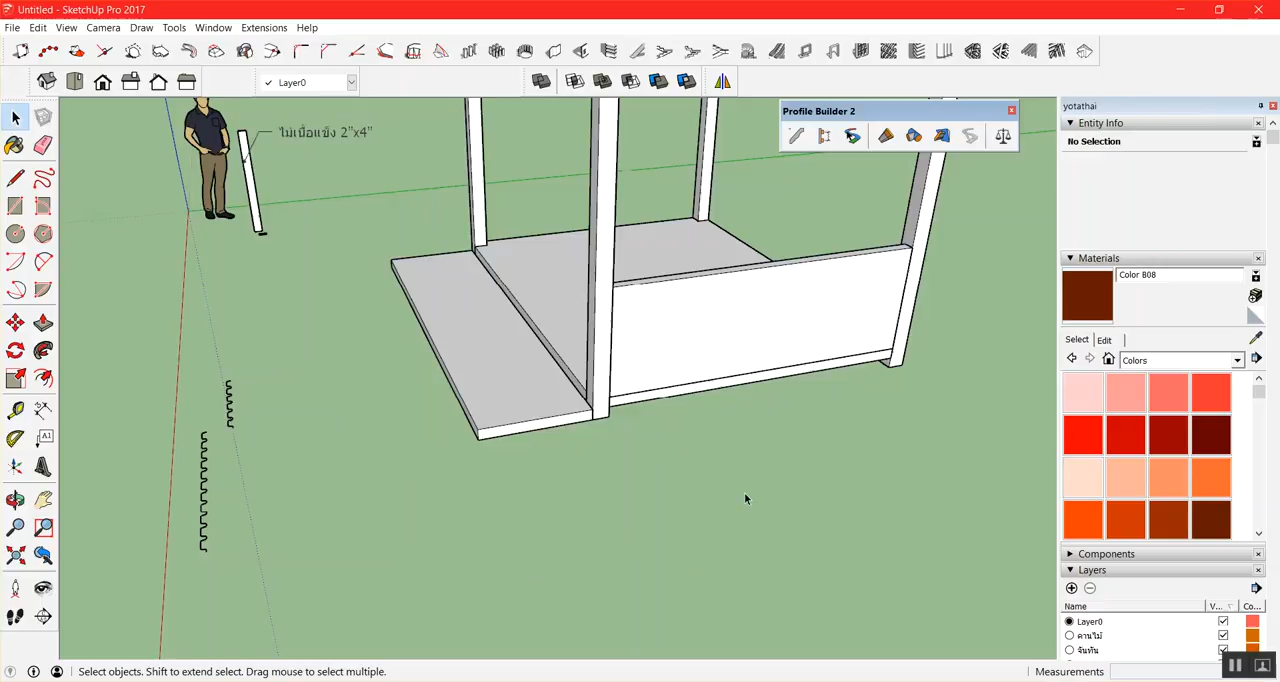 Untitled - SketchUp Pro 2017
File Edit View Camera Draw Tools Window Extensions Help
Layer0
Profile Builder 2
yotathai
Entity Info
No Selection
"ไม้เนื้อแข็ง 2"x4"
Materials
Color B08
Select Edit
Colors
A1
Components
Layers
Name V... Co...
Layer0
คานไม้
จันทัน
Select objects. Shift to extend select. Drag mouse to select multiple.
Measurements